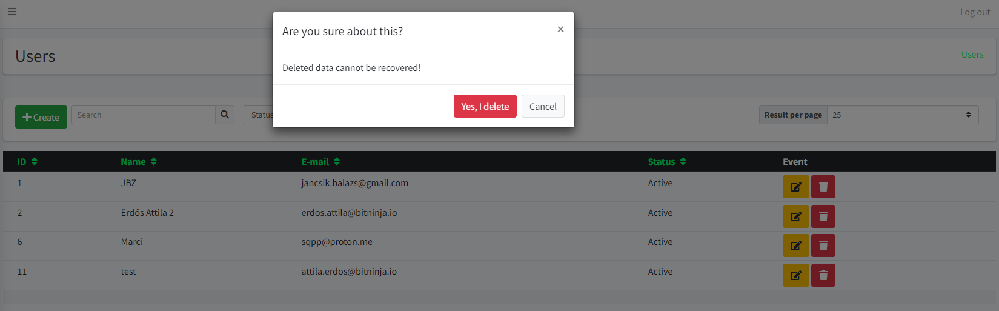 Log out
Are you sure about this? ×
Users
Users
Deleted data cannot be recovered!
Yes, I delete Cancel
Create Search Status Result per page 25
ID Name E-mail Status Event
1 JBZ jancsik.balazs@gmail.com Active
2 Erdős Attila 2 erdos.attila@bitninja.io Active
6 Marci sqpp@proton.me Active
11 test attila.erdos@bitninja.io Active